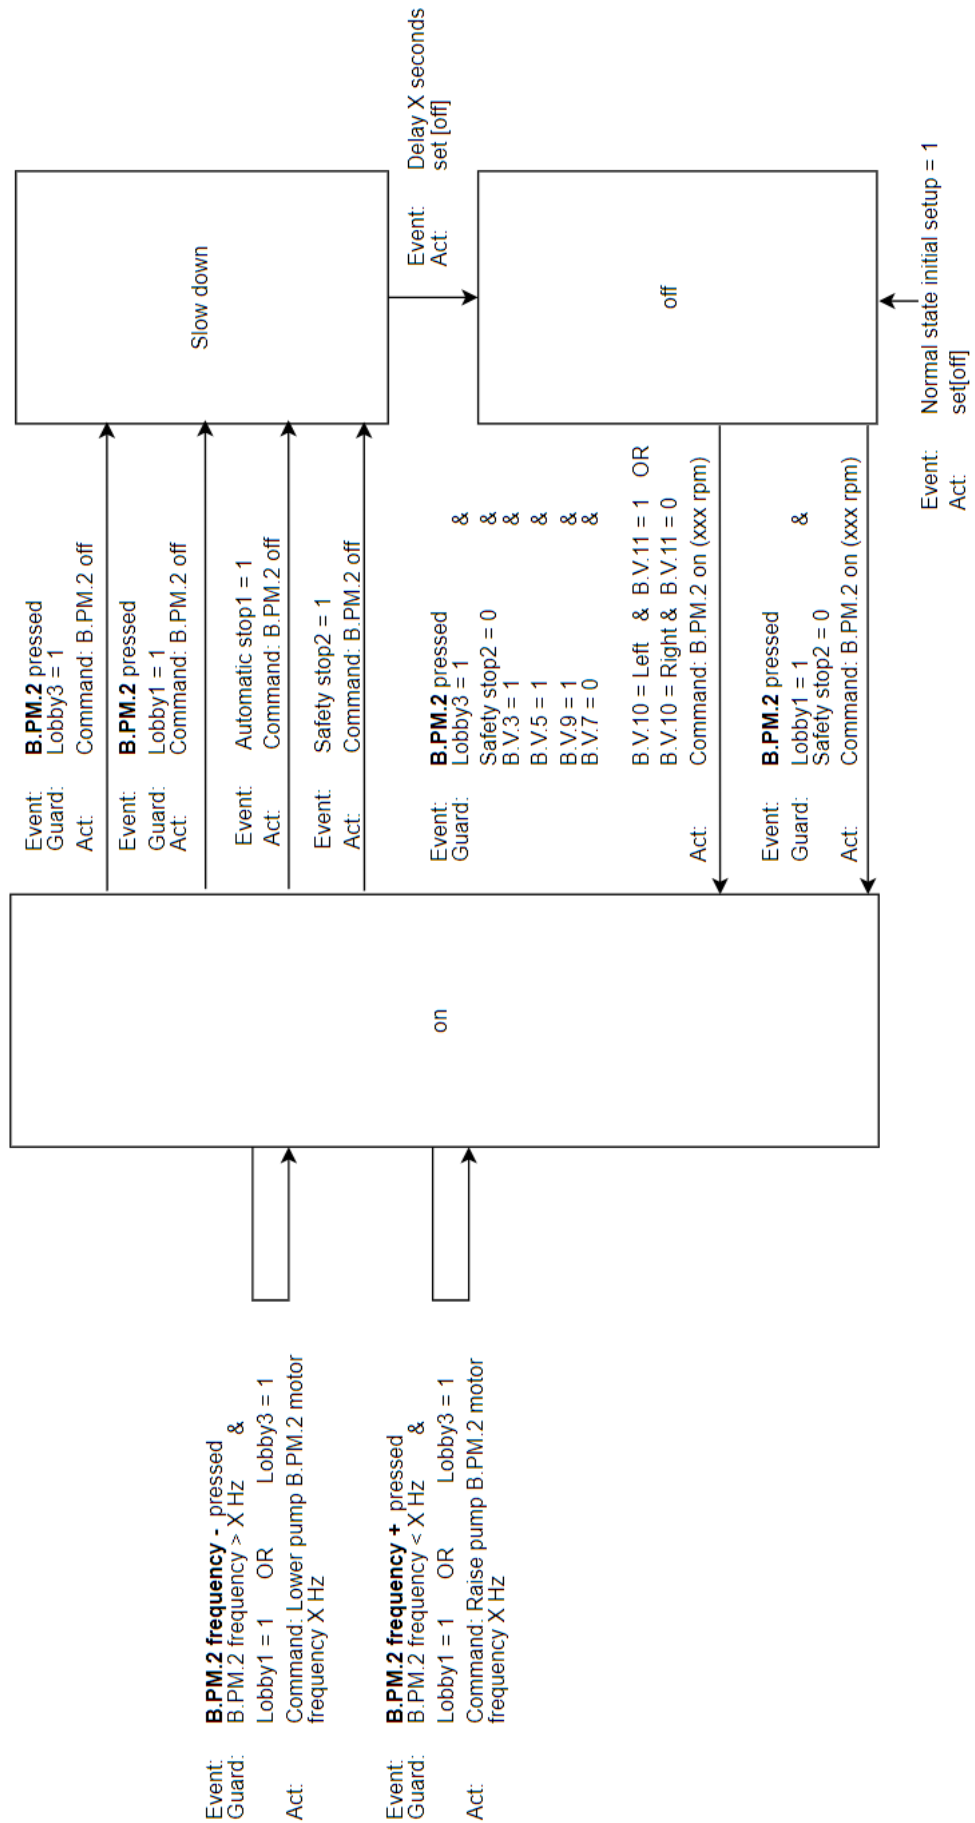 Event: B.PM.2 frequency - pressed
Guard: B.PM.2 frequency > X Hz &
Lobby1 = 1 OR Lobby3 = 1
Act: Command: Lower pump B.PM.2 motor
frequency X Hz
Event: B.PM.2 frequency + pressed
Guard: B.PM.2 frequency < X Hz &
Lobby1 = 1 OR Lobby3 = 1
Act: Command: Raise pump B.PM.2 motor
frequency X Hz
on
Event: B.PM.2 pressed
Guard: Lobby3 = 1
Act: Command: B.PM.2 off
Event: B.PM.2 pressed
Guard: Lobby1 = 1
Act: Command: B.PM.2 off
Event: Automatic stop1 = 1
Act: Command: B.PM.2 off
Event: Safety stop2 = 1
Act: Command: B.PM.2 off
Event: B.PM.2 pressed
Guard: Lobby3 = 1 &
Safety stop2 = 0 &
B.V.3 = 1 &
B.V.5 = 1 &
B.V.9 = 1 &
B.V.7 = 0 &
B.V.10 = Left & B.V.11 = 1 OR
B.V.10 = Right & B.V.11 = 0
Act: Command: B.PM.2 on (xxx rpm)
Event: B.PM.2 pressed
Guard: Lobby1 = 1 &
Safety stop2 = 0
Act: Command: B.PM.2 on (xxx rpm)
Slow down
Event: Delay X seconds
Act: set [off]
off
Event: Normal state initial setup = 1
Act: set[off]